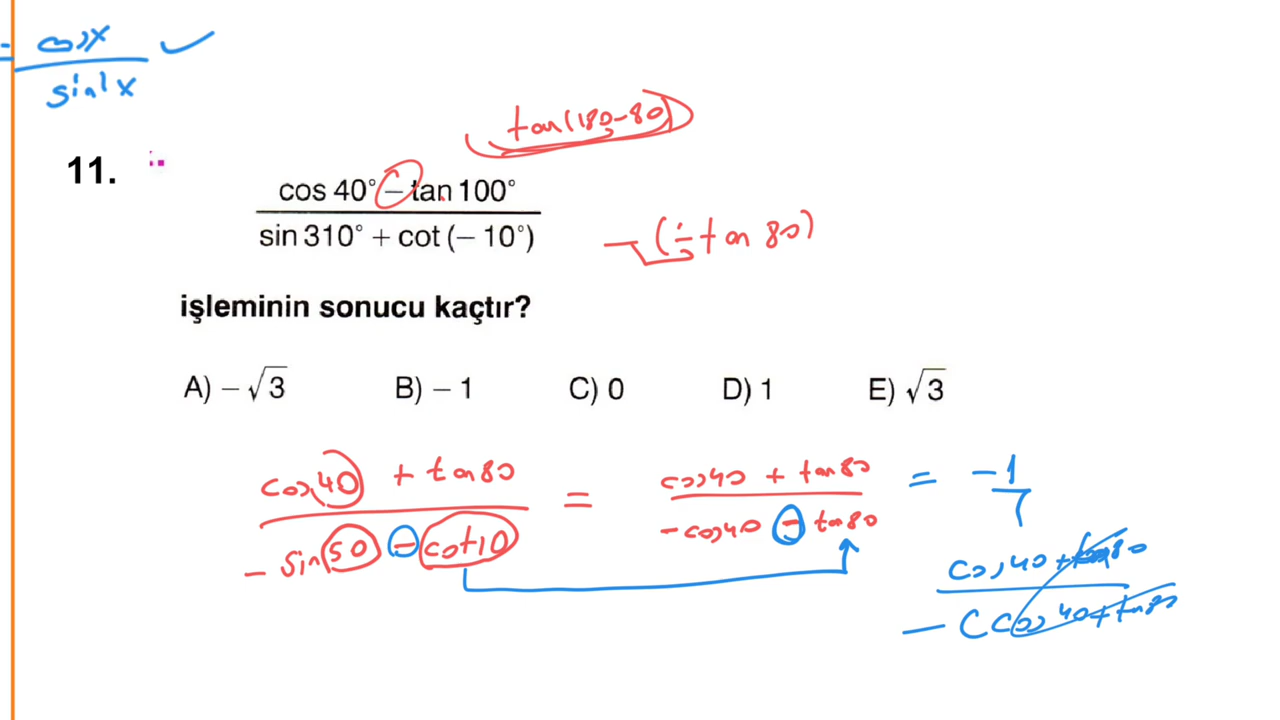 = cosx / sinx
tan(180-80)
11.
cos 40° – tan 100°
sin 310° + cot (– 10°)
– (– tan 80)
işleminin sonucu kaçtır?
A) – √3 B) – 1 C) 0 D) 1 E) √3
cos40 + tan80 = cos40 + tan80 = -1
- sin50 - cot10 -cos40 - tan80
cos40 + tan80
- (cos40+tan80